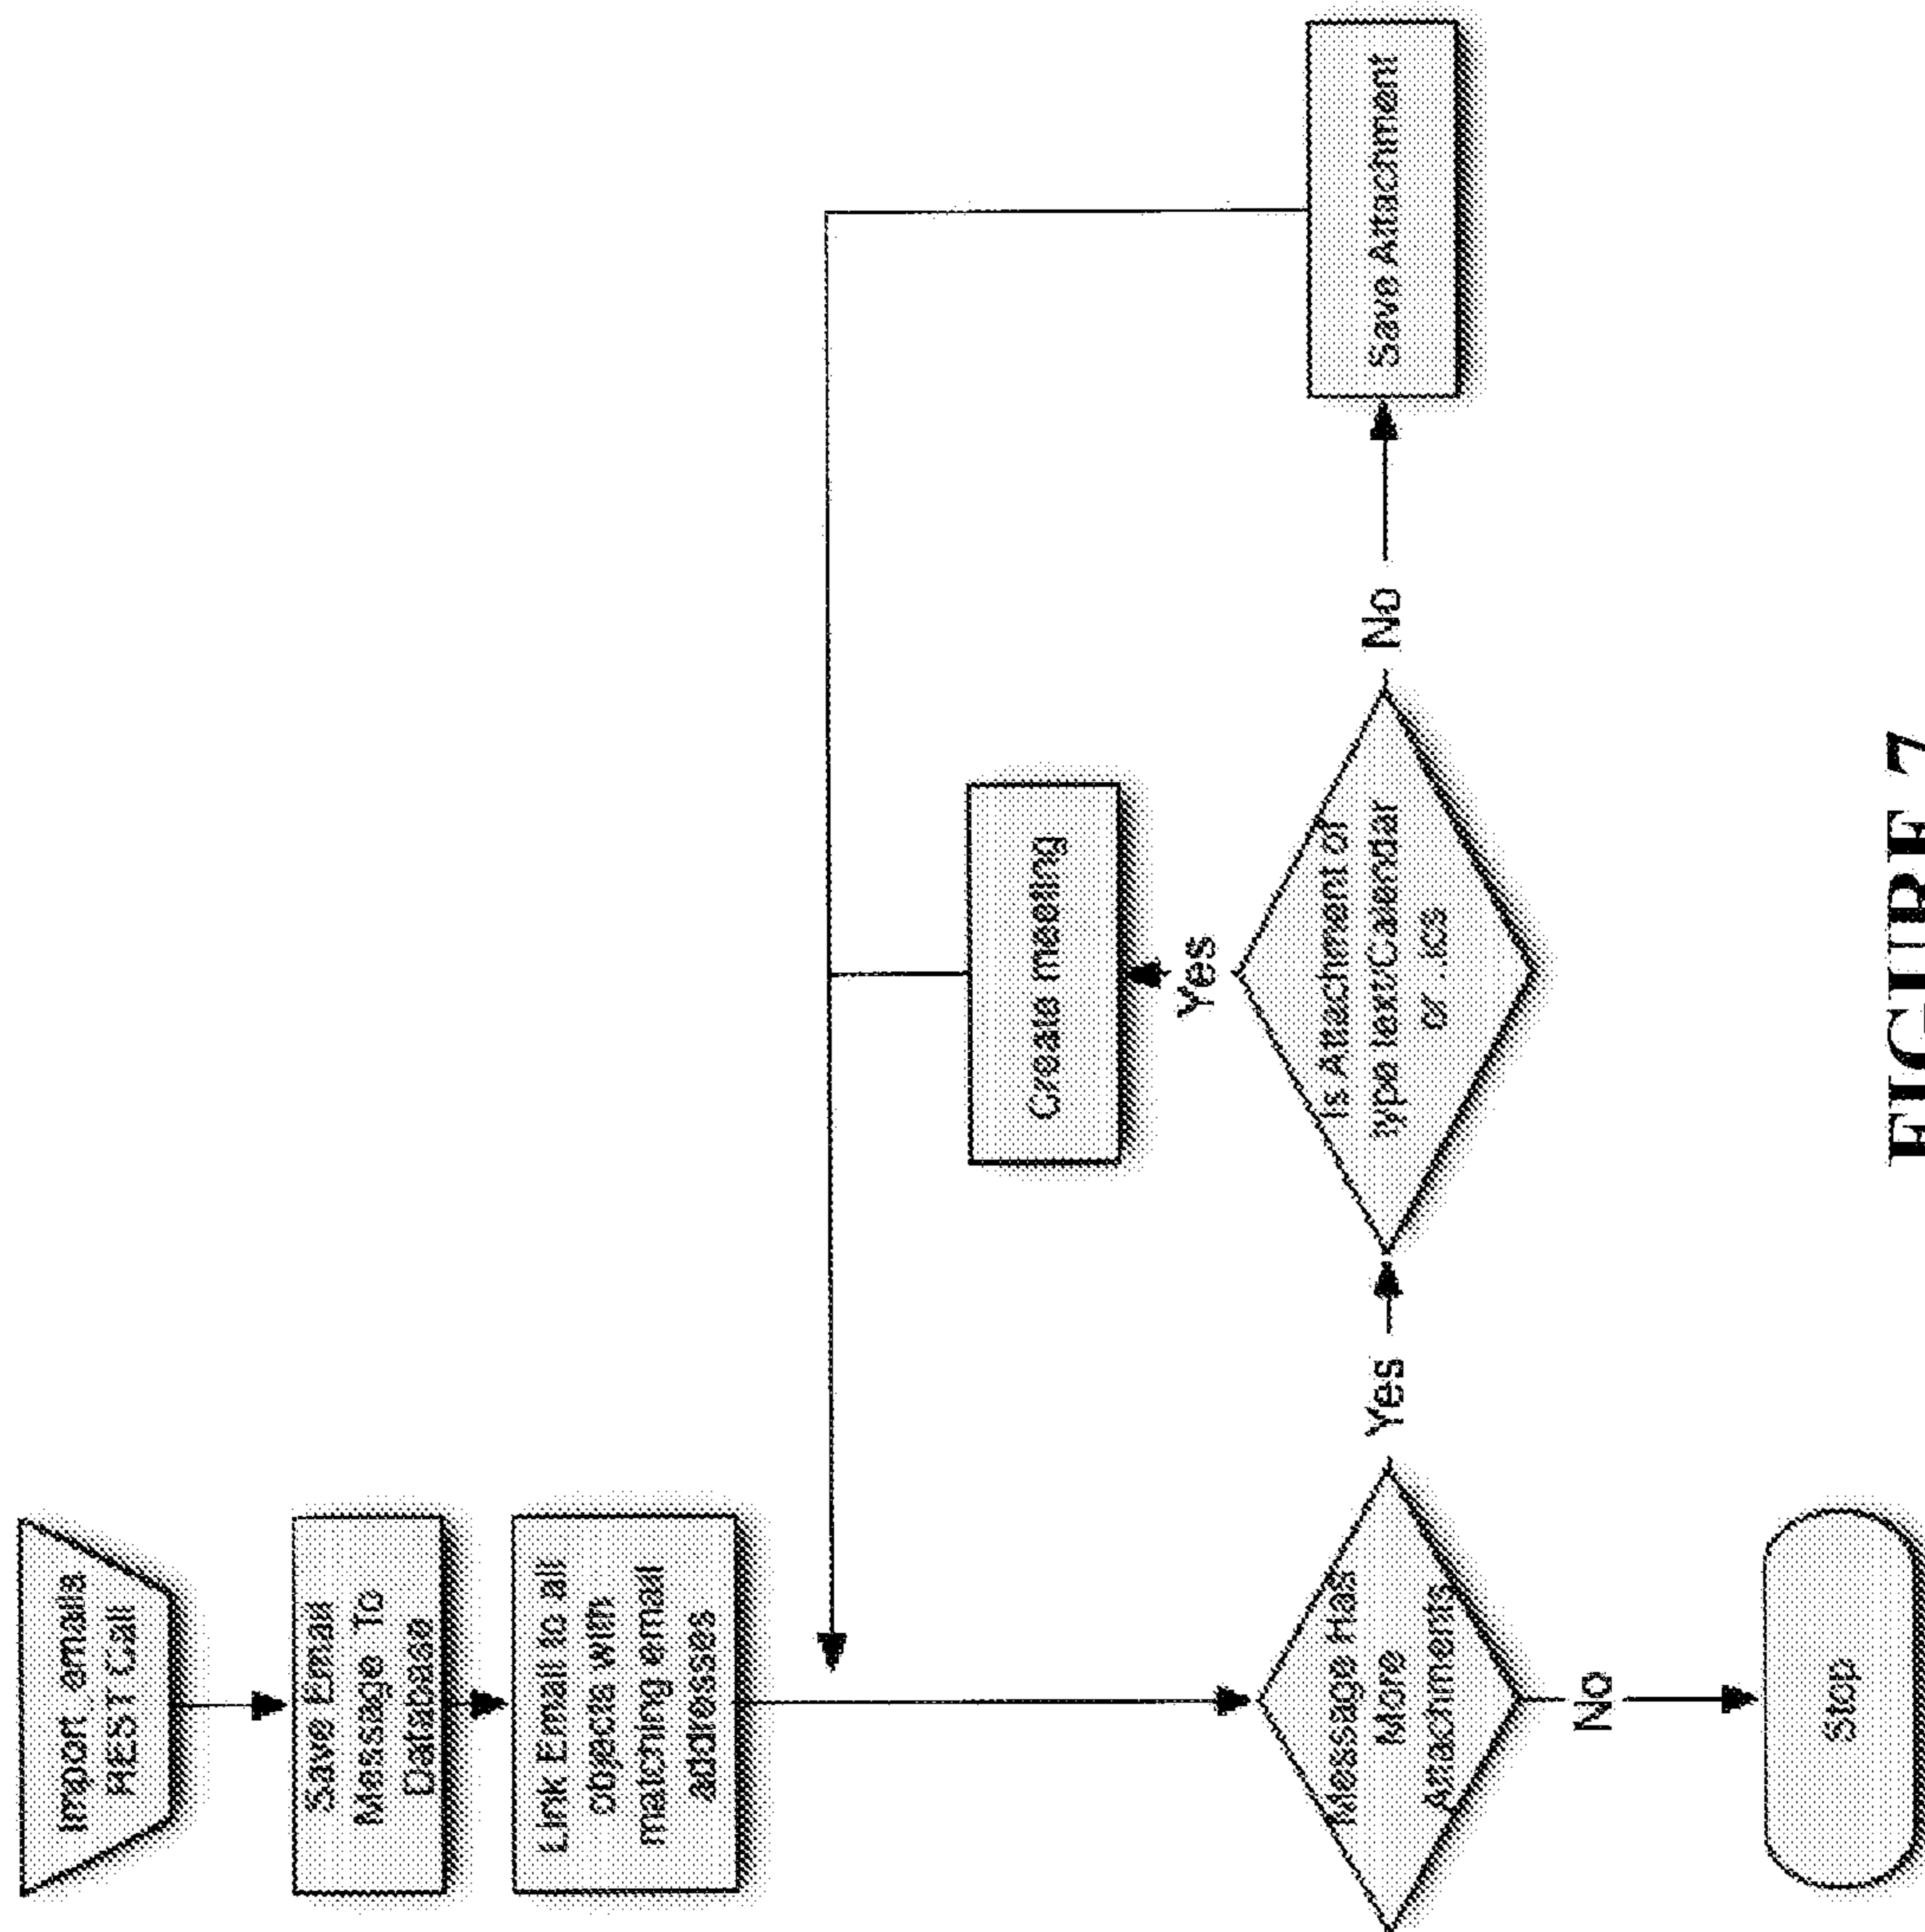 Import emails
REST Call
Save Email
Message To
Database
Link Email to all
objects with
matching email
addresses
Message Has
More
Attachments
Yes
No
Stop
Is Attachment of
type text/Calendar
or .ics
Yes
Create meeting
No
Save Attachment
FIGURE 7